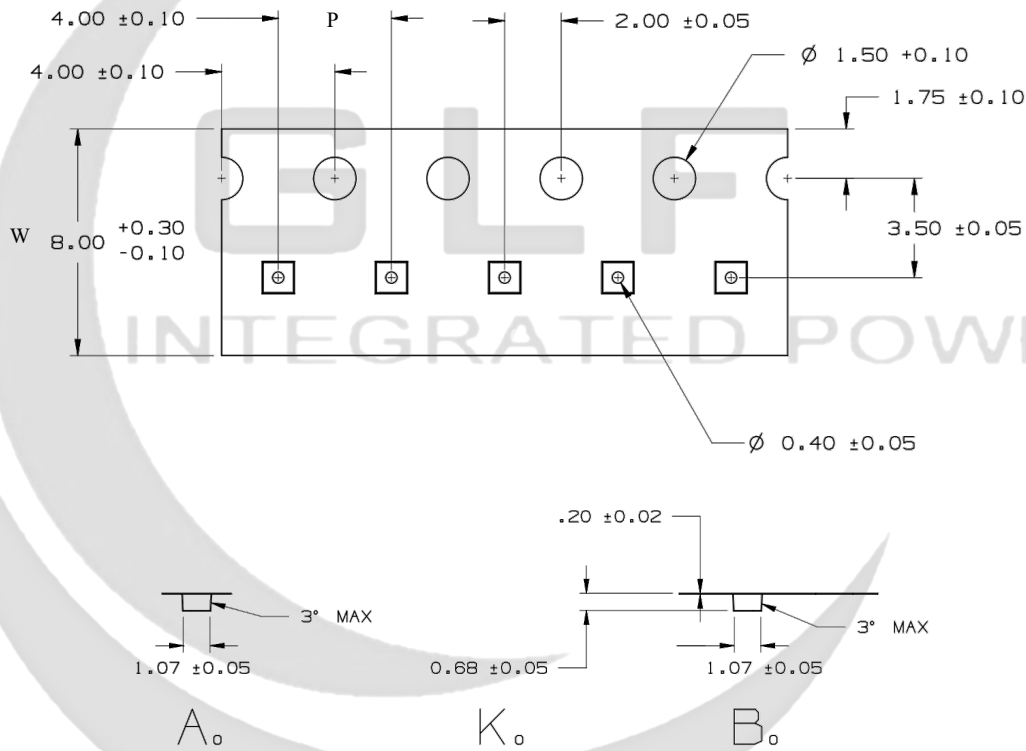 4.00 ±0.10
P
2.00 ±0.05
Ø 1.50 +0.10
4.00 ±0.10
1.75 ±0.10
GLF
W 8.00 +0.30
-0.10
3.50 ±0.05
INTEGRATED POW
Ø 0.40 ±0.05
.20 ±0.02
3° MAX
3° MAX
1.07 ±0.05
0.68 ±0.05
1.07 ±0.05
A₀
K₀
B₀